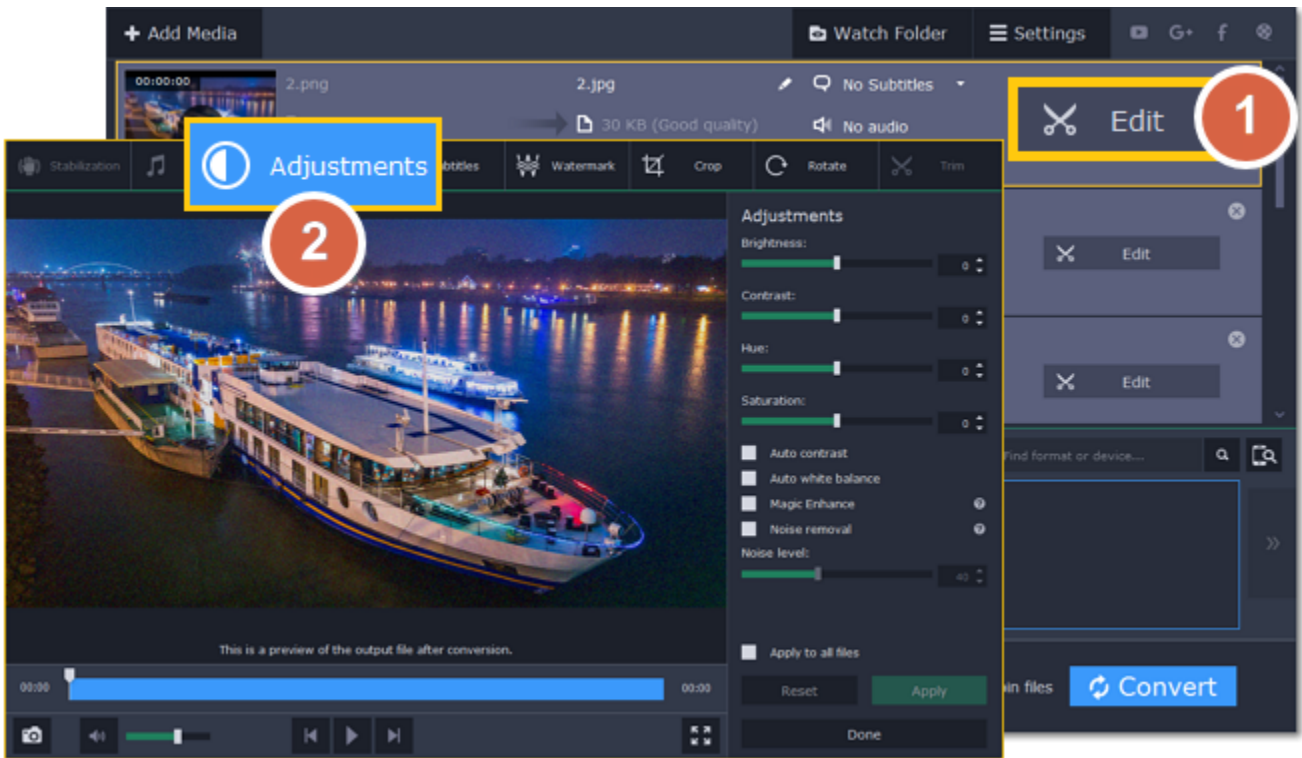 + Add Media
Watch Folder
Settings
G+
f
00:00:00
2.png
2.jpg
No Subtitles
30 KB (Good quality)
No audio
Edit
1
Stabilization
Adjustments
Watermark
Crop
Rotate
Trim
2
Adjustments
Brightness:
0
Contrast:
0
Hue:
0
Saturation:
0
Auto contrast
Auto white balance
Magic Enhance
Noise removal
Noise level:
40
Apply to all files
Reset
Apply
Done
This is a preview of the output file after conversion.
00:00
00:00
Edit
Edit
Find format or device...
files
Convert